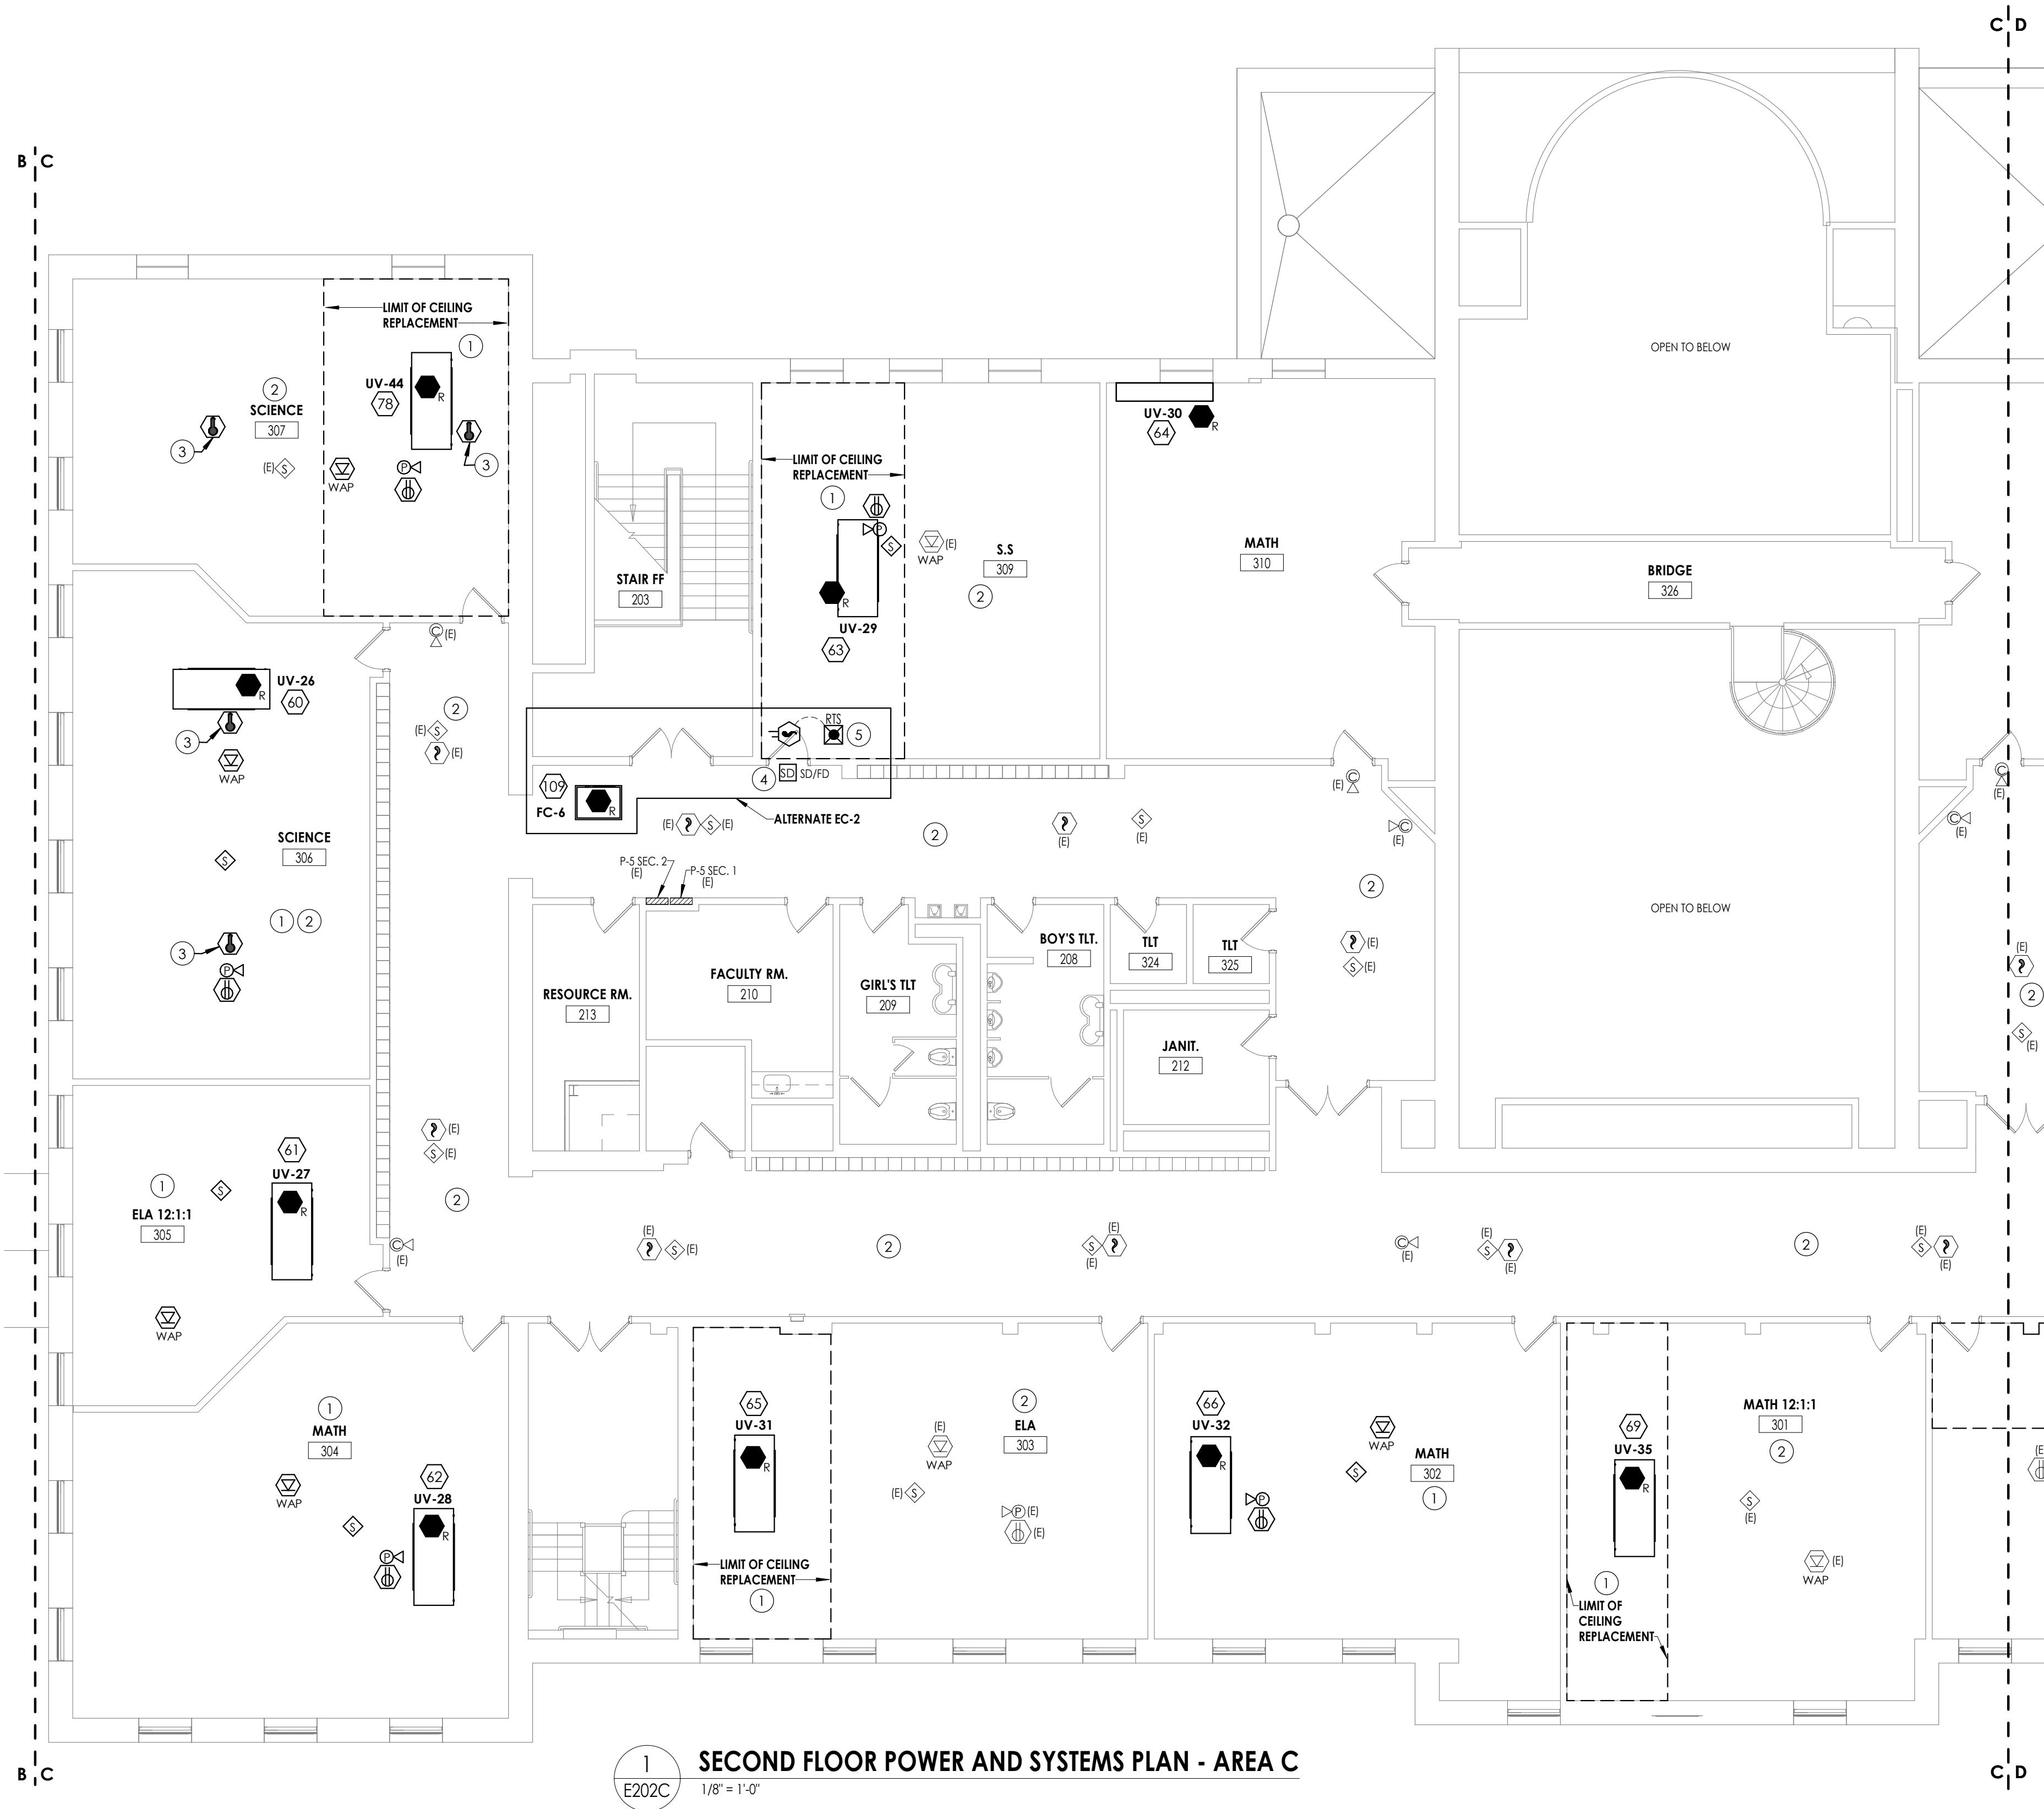 C D
B C
LIMIT OF CEILING
REPLACEMENT
1
UV-44
78
R
3
2
SCIENCE
307
3
(E) S
WAP
P
OPEN TO BELOW
LIMIT OF CEILING
REPLACEMENT
1
UV-30
64
R
P
S
(E)
WAP
S.S
309
2
R
UV-29
63
MATH
310
BRIDGE
326
STAIR FF
203
C (E)
UV-26
60
R
3
WAP
2
(E) S
(E)
RTS
5
4
SD SD/FD
109
FC-6
R
ALTERNATE EC-2
(E) S (E)
2
(E)
S
(E)
C
(E)
C
(E)
C
C
(E)
SCIENCE
306
S
1 2
3
P
P-5 SEC. 2
(E)
P-5 SEC. 1
(E)
2
OPEN TO BELOW
(E)
S (E)
RESOURCE RM.
213
FACULTY RM.
210
GIRL'S TLT
209
BOY'S TLT.
208
TLT
324
TLT
325
JANIT.
212
(E)
2
S
(E)
(E)
S (E)
2
61
UV-27
R
1
S
ELA 12:1:1
305
WAP
C
(E)
(E)
S (E)
2
(E)
S
(E)
C
(E)
(E)
S
(E)
2
(E)
S
(E)
1
MATH
304
WAP
S
62
UV-28
R
P
65
UV-31
R
LIMIT OF CEILING
REPLACEMENT
1
2
ELA
303
(E)
WAP
(E) S
P (E)
(E)
66
UV-32
R
P
WAP
S
MATH
302
1
69
UV-35
R
1
LIMIT OF
CEILING
REPLACEMENT
MATH 12:1:1
301
2
S
(E)
(E)
WAP
B C
1
E202C
SECOND FLOOR POWER AND SYSTEMS PLAN - AREA C
1/8" = 1'-0"
C D